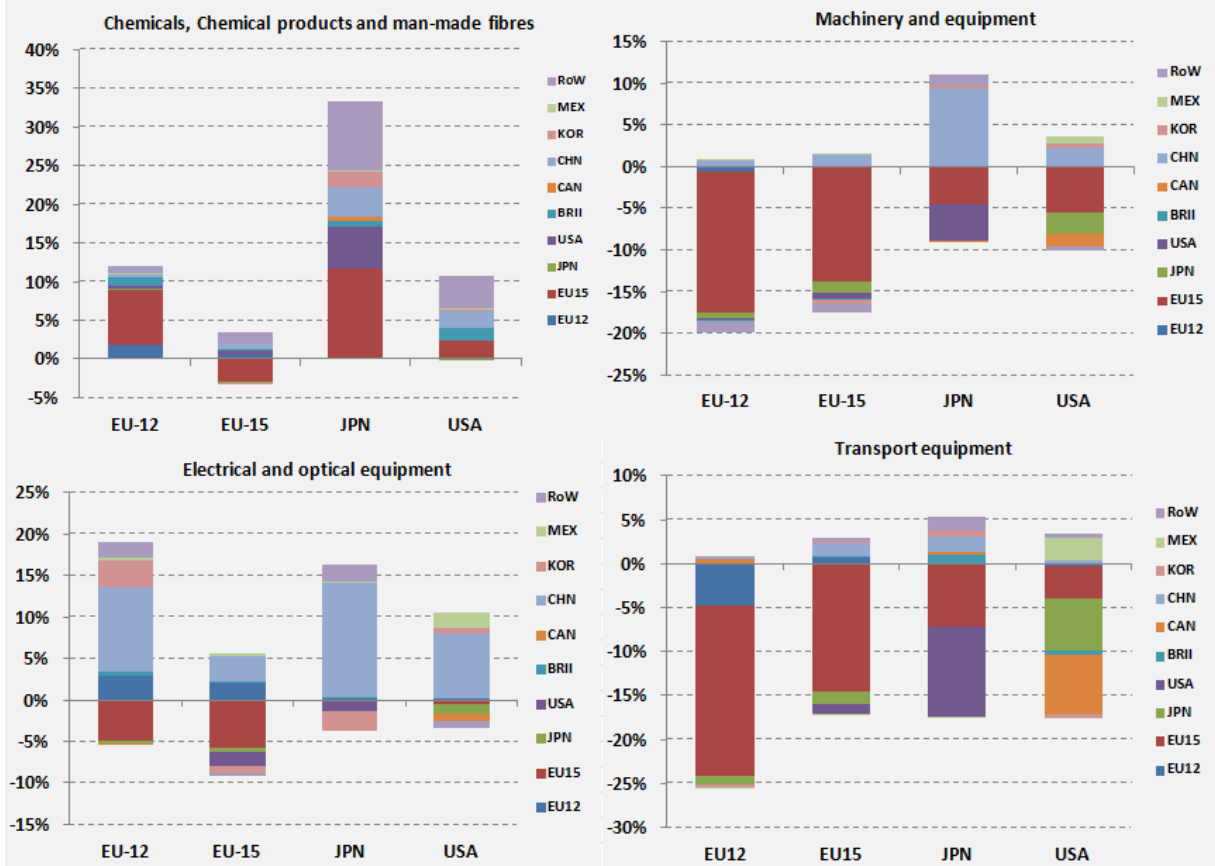 Chemicals, Chemical products and man-made fibres
40%
35%
30%
25%
20%
15%
10%
5%
0%
-5%
EU-12 EU-15 JPN USA
RoW
MEX
KOR
CHN
CAN
BRII
USA
JPN
EU15
EU12
Machinery and equipment
15%
10%
5%
0%
-5%
-10%
-15%
-20%
-25%
EU-12 EU-15 JPN USA
RoW
MEX
KOR
CHN
CAN
BRII
USA
JPN
EU15
EU12
Electrical and optical equipment
25%
20%
15%
10%
5%
0%
-5%
-10%
-15%
EU-12 EU-15 JPN USA
RoW
MEX
KOR
CHN
CAN
BRII
USA
JPN
EU15
EU12
Transport equipment
10%
5%
0%
-5%
-10%
-15%
-20%
-25%
-30%
EU12 EU15 JPN USA
RoW
MEX
KOR
CHN
CAN
BRII
USA
JPN
EU15
EU12